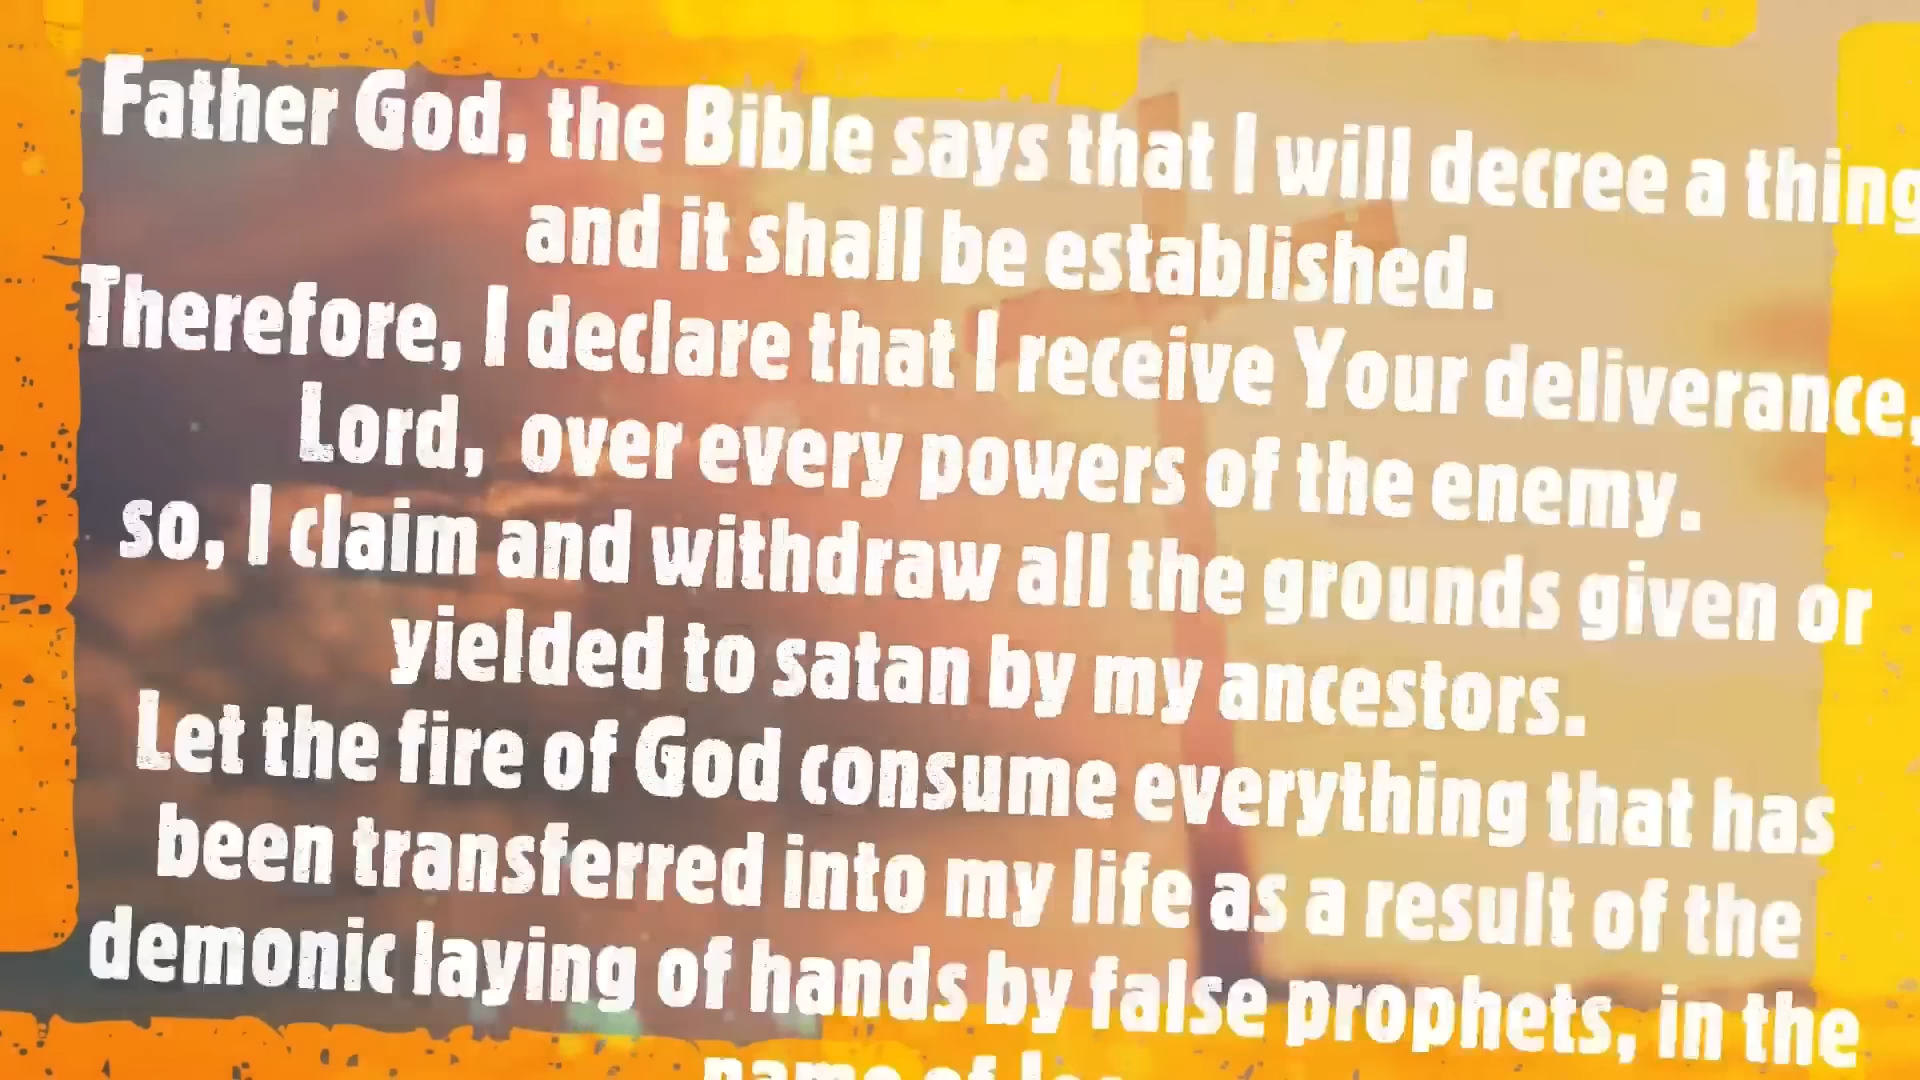 Father God, the Bible says that I will decree a thing
and it shall be established.
Therefore, I declare that I receive Your deliverance,
Lord, over every powers of the enemy.
so, I claim and withdraw all the grounds given or
yielded to satan by my ancestors.
Let the fire of God consume everything that has
been transferred into my life as a result of the
demonic laying of hands by false prophets, in the
name of